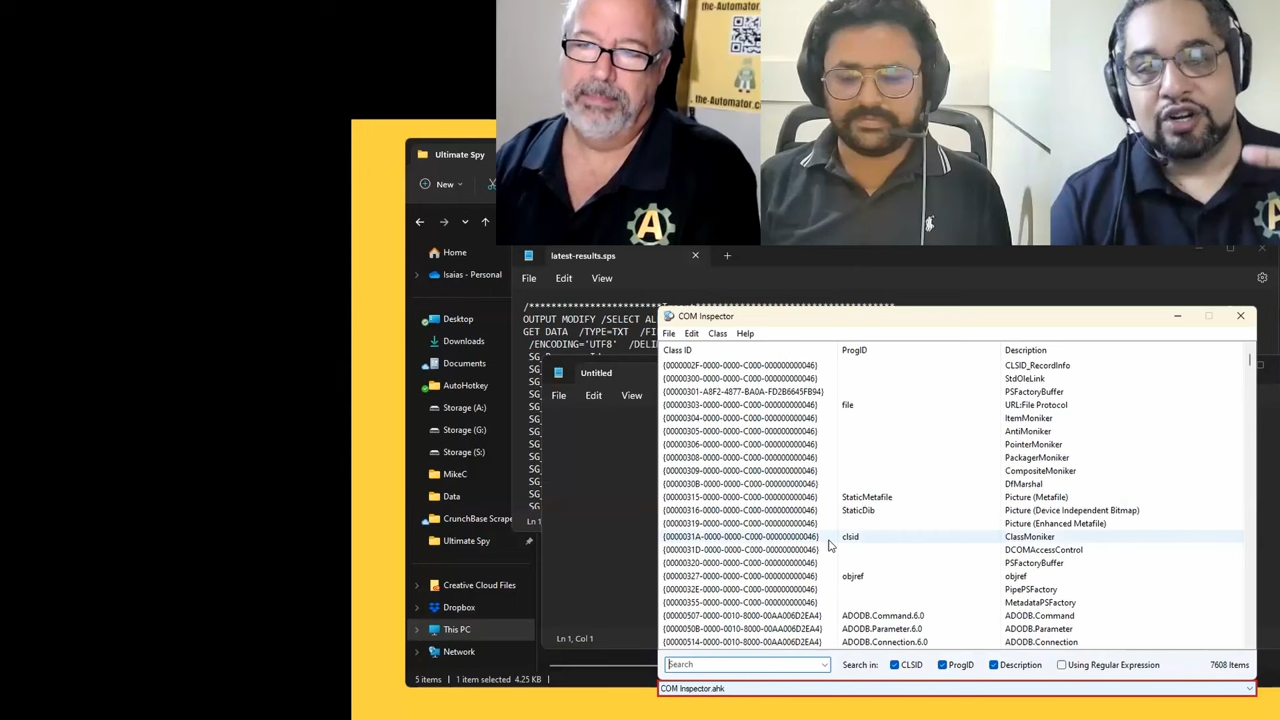 the-Automator
the-Automator.c
A
A
Ultimate Spy
New
Home
Isaias - Personal
Desktop
Downloads
Documents
AutoHotkey
Storage (A:)
Storage (G:)
Storage (S:)
MikeC
Data
CrunchBase Scrape
Ultimate Spy
Creative Cloud Files
Dropbox
This PC
Network
5 items
1 item selected 4.25 KB
latest-results.sps
File Edit View
OUTPUT MODIFY /SELECT AL
GET DATA /TYPE=TXT /FI
/ENCODING='UTF8' /DELI
Untitled
File Edit View
Ln 1, Col 1
COM Inspector
File Edit Class Help
Class ID ProgID Description
{0000002F-0000-0000-C000-000000000046} CLSID_RecordInfo
{00000300-0000-0000-C000-000000000046} StdOleLink
{00000301-A8F2-4877-BA0A-FD2B6645FB94} PSFactoryBuffer
{00000303-0000-0000-C000-000000000046} file URL:File Protocol
{00000304-0000-0000-C000-000000000046} ItemMoniker
{00000305-0000-0000-C000-000000000046} AntiMoniker
{00000306-0000-0000-C000-000000000046} PointerMoniker
{00000308-0000-0000-C000-000000000046} PackagerMoniker
{00000309-0000-0000-C000-000000000046} CompositeMoniker
{0000030B-0000-0000-C000-000000000046} DfMarshal
{00000315-0000-0000-C000-000000000046} StaticMetafile Picture (Metafile)
{00000316-0000-0000-C000-000000000046} StaticDib Picture (Device Independent Bitmap)
{00000319-0000-0000-C000-000000000046} Picture (Enhanced Metafile)
{0000031A-0000-0000-C000-000000000046} clsid ClassMoniker
{0000031D-0000-0000-C000-000000000046} DCOMAccessControl
{00000320-0000-0000-C000-000000000046} PSFactoryBuffer
{00000327-0000-0000-C000-000000000046} objref objref
{0000032E-0000-0000-C000-000000000046} PipePSFactory
{00000355-0000-0000-C000-000000000046} MetadataPSFactory
{00000507-0000-0010-8000-00AA006D2EA4} ADODB.Command.6.0 ADODB.Command
{0000050B-0000-0010-8000-00AA006D2EA4} ADODB.Parameter.6.0 ADODB.Parameter
{00000514-0000-0010-8000-00AA006D2EA4} ADODB.Connection.6.0 ADODB.Connection
Search Search in: CLSID ProgID Description Using Regular Expression 7608 Items
COM Inspector.ahk